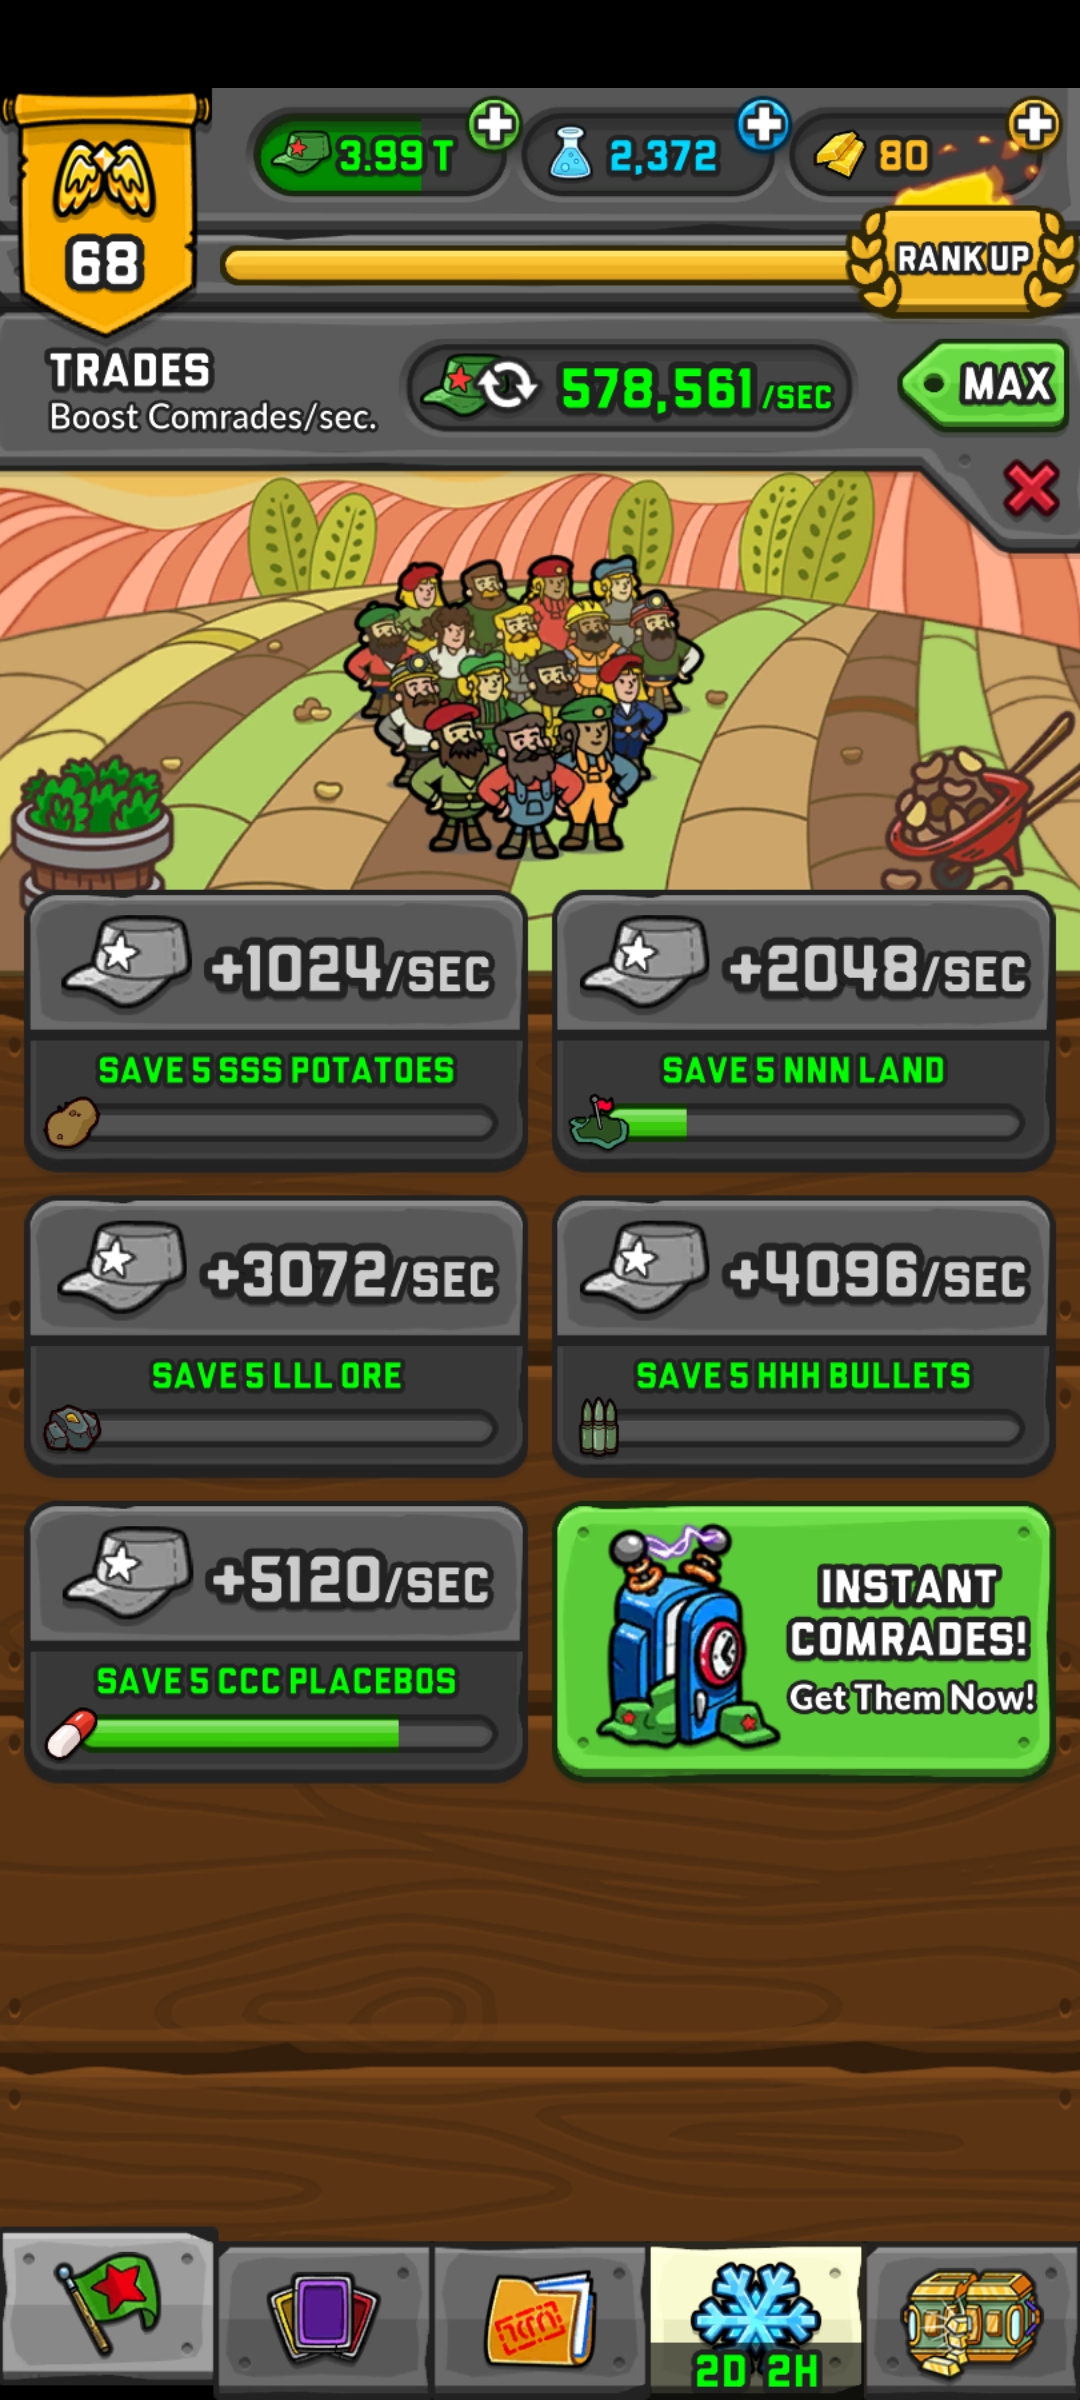 3.99 T
2,372
80
68
RANK UP
TRADES
Boost Comrades/sec.
578,561/SEC
MAX
+1024/SEC
SAVE 5 SSS POTATOES
+2048/SEC
SAVE 5 NNN LAND
+3072/SEC
SAVE 5 LLL ORE
+4096/SEC
SAVE 5 HHH BULLETS
+5120/SEC
SAVE 5 CCC PLACEBOS
INSTANT
COMRADES!
Get Them Now!
2D 2H